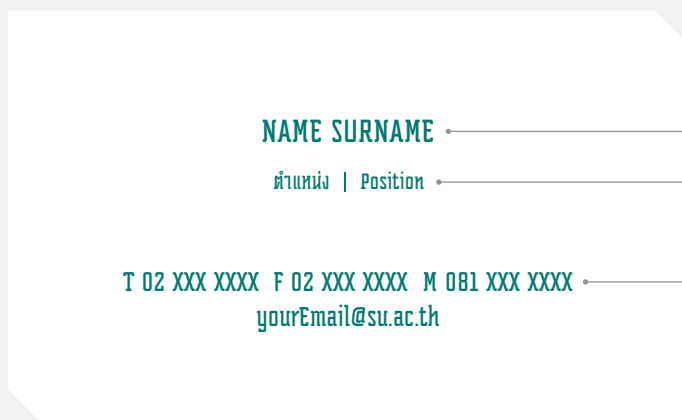 NAME SURNAME
ตำแหน่ง | Position
T 02 XXX XXXX F 02 XXX XXXX M 081 XXX XXXX
yourEmail@su.ac.th